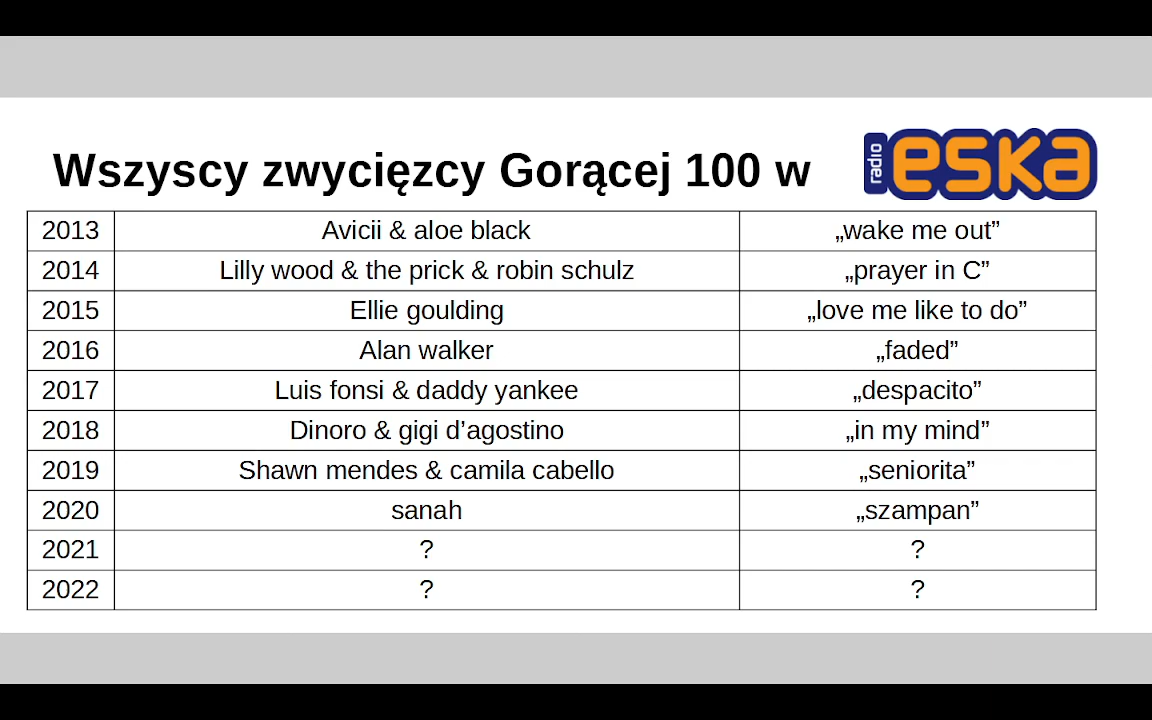 Wszyscy zwycięzcy Gorącej 100 w radio eska
2013 Avicii & aloe black „wake me out”
2014 Lilly wood & the prick & robin schulz „prayer in C”
2015 Ellie goulding „love me like to do”
2016 Alan walker „faded”
2017 Luis fonsi & daddy yankee „despacito”
2018 Dinoro & gigi d’agostino „in my mind”
2019 Shawn mendes & camila cabello „seniorita”
2020 sanah „szampan”
2021 ? ?
2022 ? ?